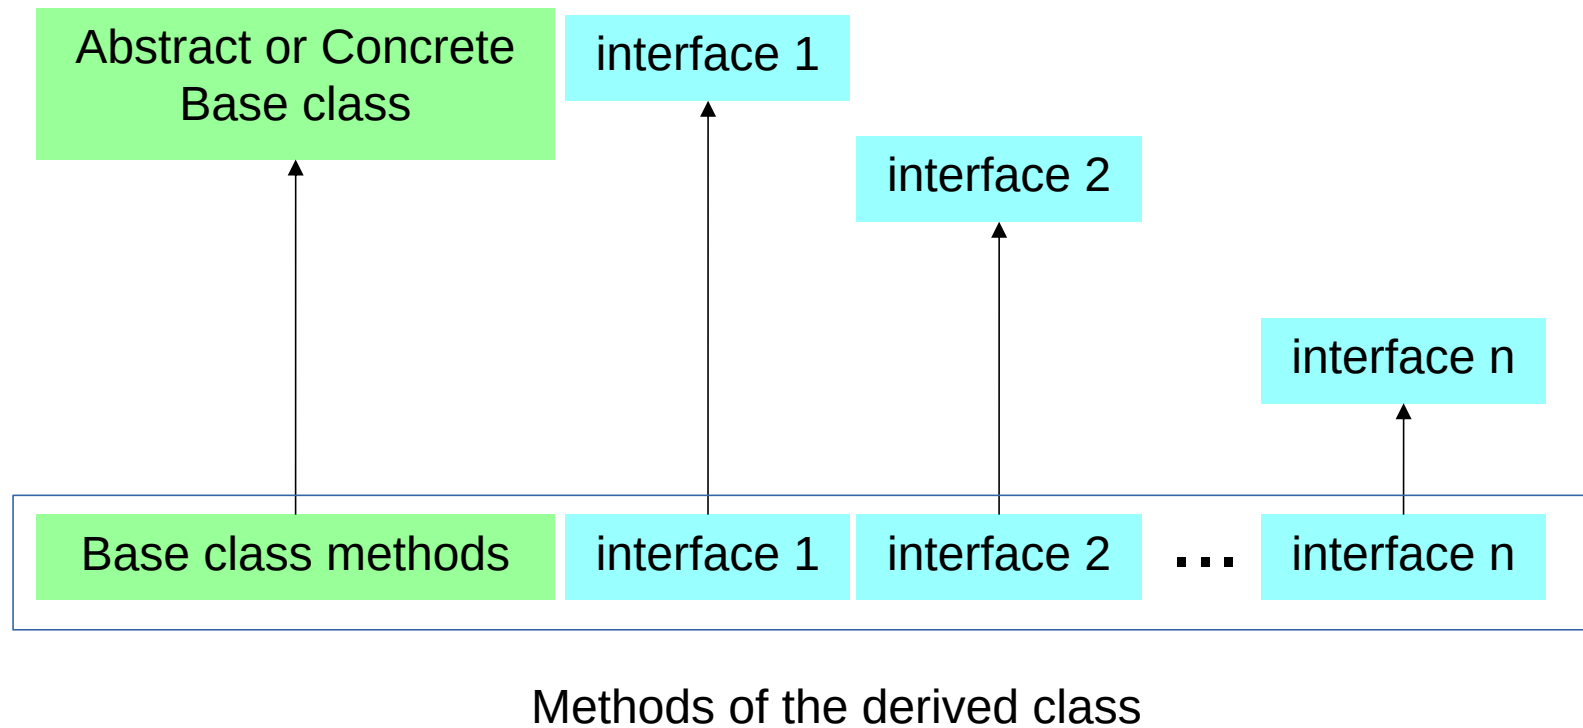 Abstract or Concrete
Base class
interface 1
interface 2
interface n
Base class methods
interface 1
interface 2
...
interface n
Methods of the derived class